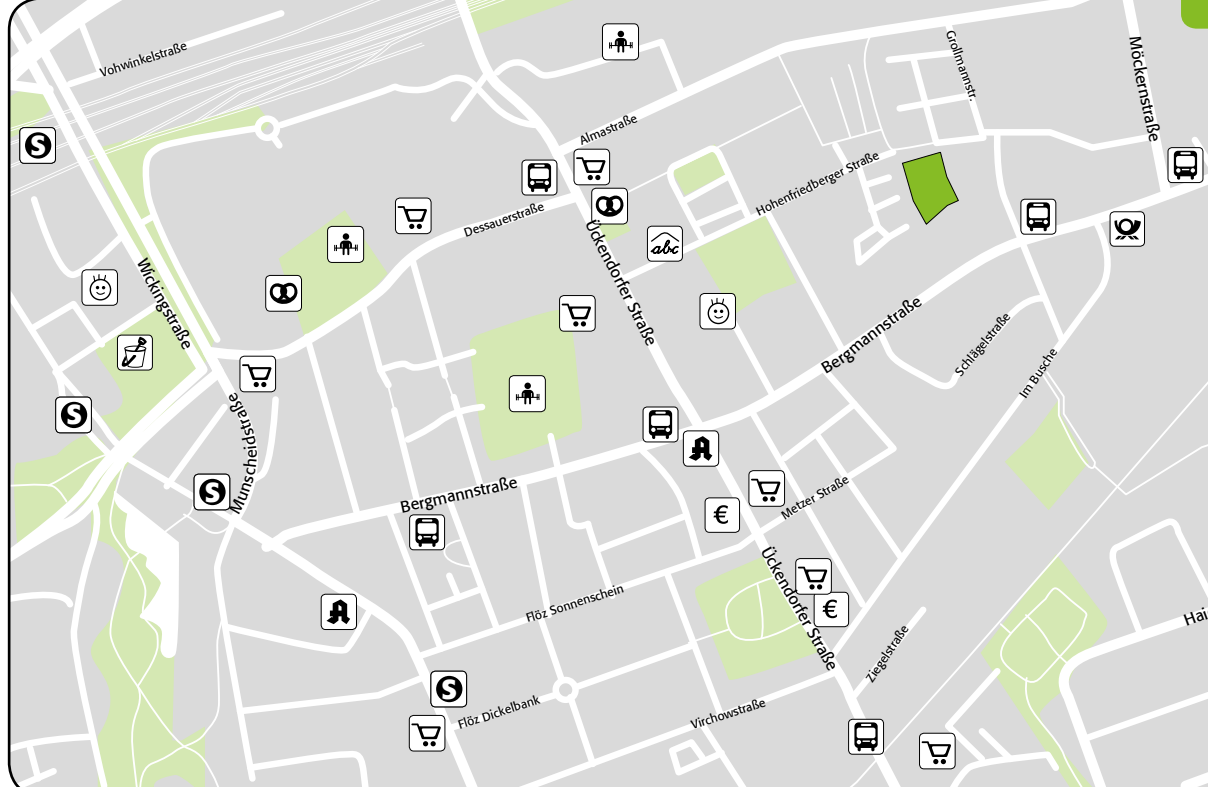 Vohwinkelstraße
Grollmannstr.
Möckernstraße
Almastraße
S
Hohenfriedberger Straße
Dessauerstraße
abc
Ückendorfer Straße
Wickingstraße
Bergmannstraße
Schlägelstraße
Im Busche
S
Munscheidstraße
A
S
Bergmannstraße
Metzer Straße
€
Ückendorfer Straße
Flöz Sonnenschein
€
A
Hai
Ziegelstraße
S
Flöz Dickelbank
Virchowstraße